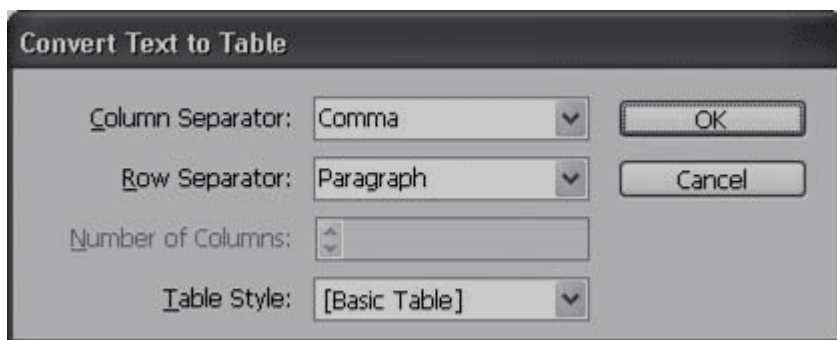 Convert Text to Table
Column Separator: Comma OK
Row Separator: Paragraph Cancel
Number of Columns:
Table Style: [Basic Table]